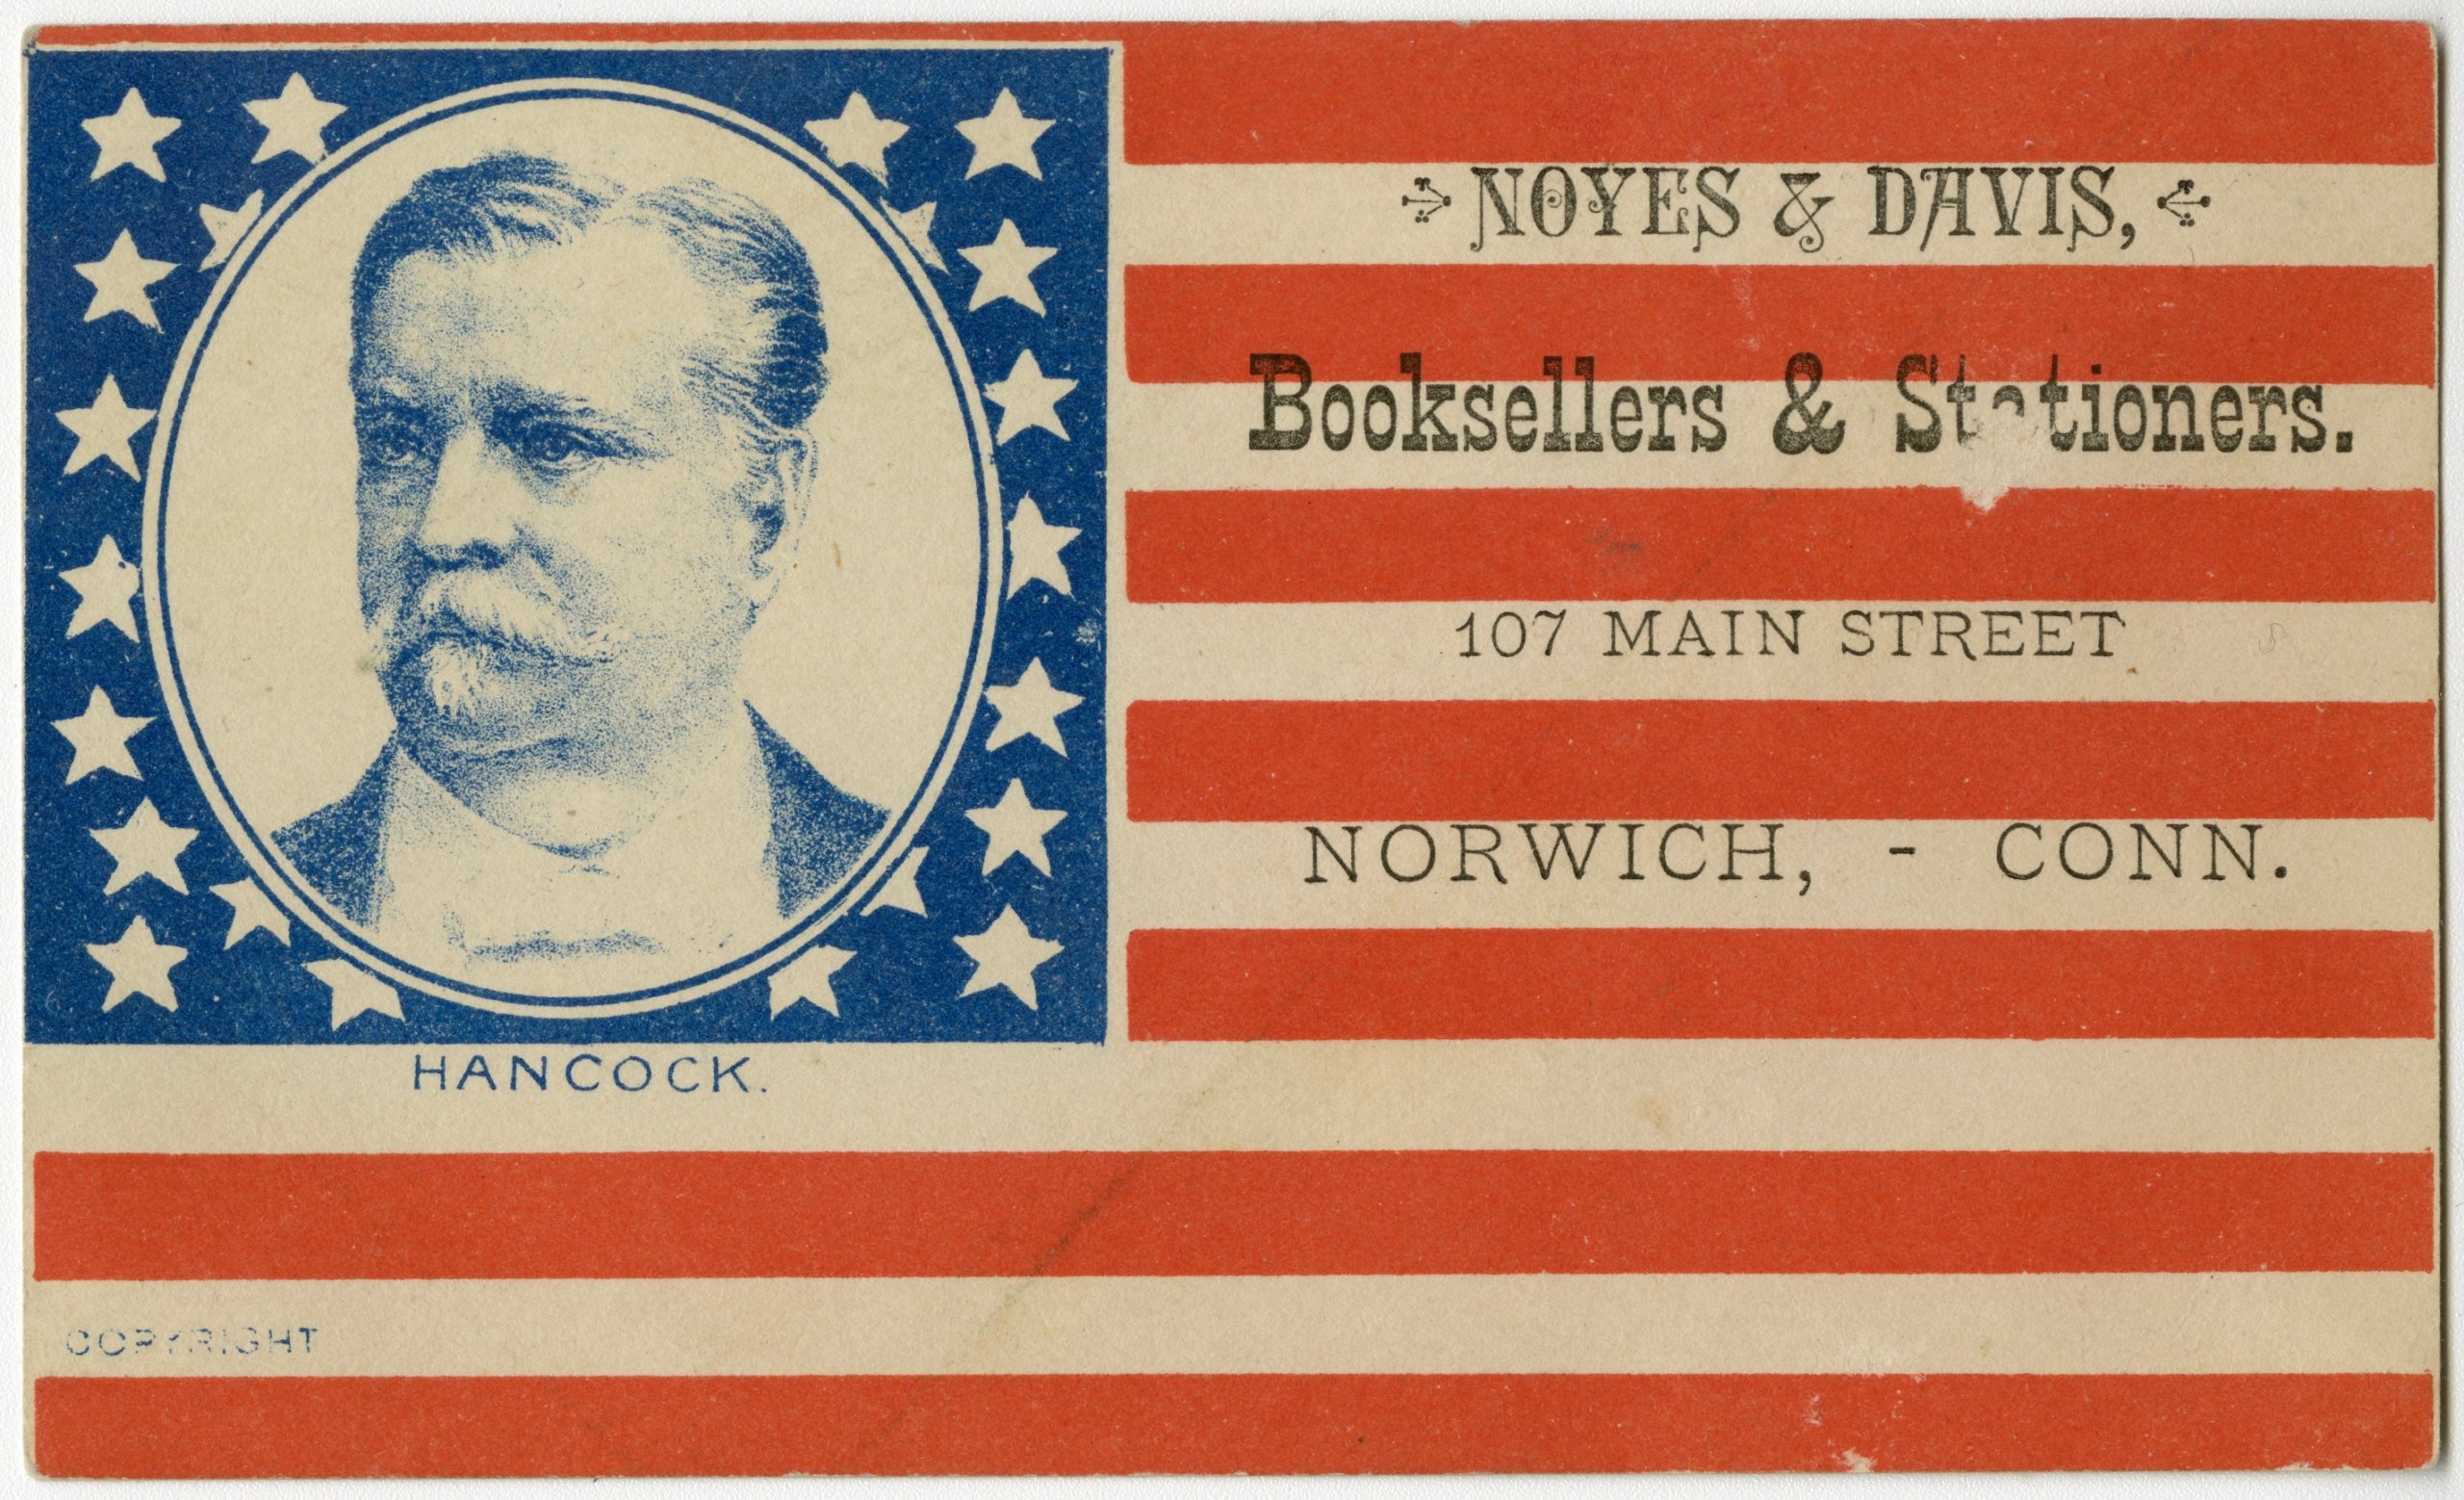 HANCOCK.
COPYRIGHT
NOYES & DAVIS,
Booksellers & Stationers.
107 MAIN STREET
NORWICH, - CONN.